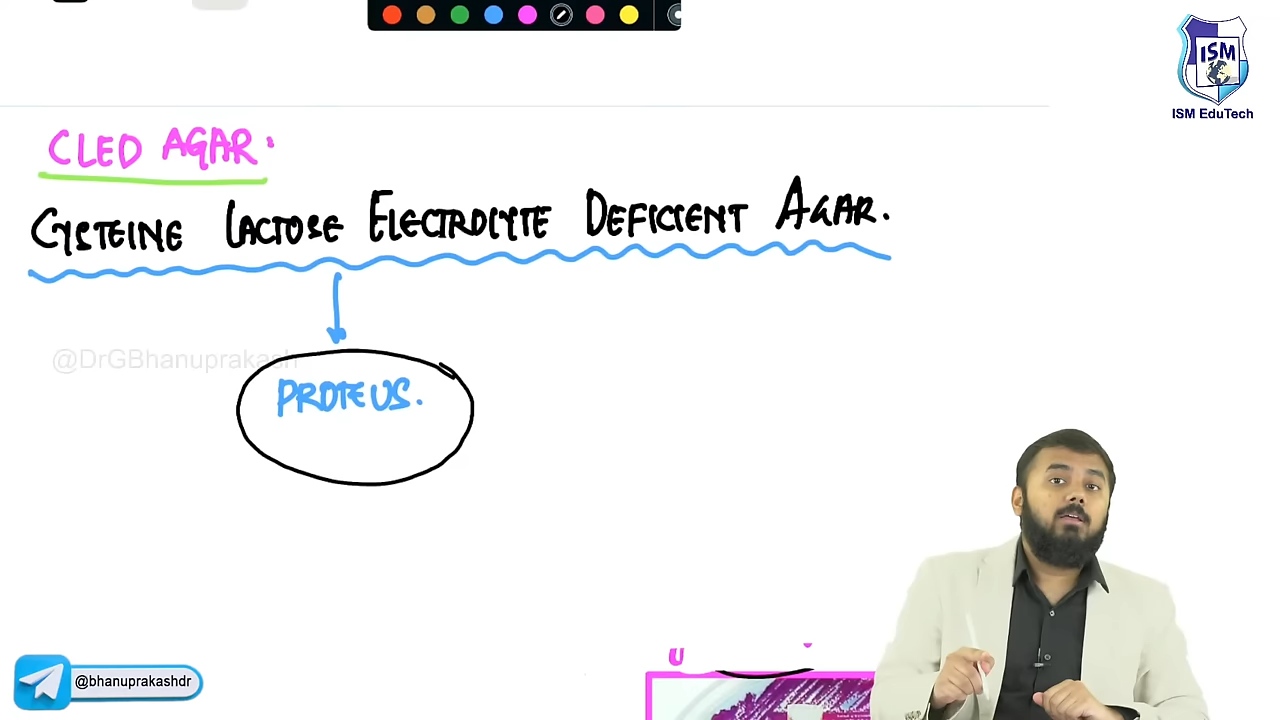 ISM
ISM EduTech
CLED AGAR.
CYSTEINE LACTOSE ELECTROLYTE DEFICIENT AGAR.
@DrGBhanuprakash
PROTEUS.
@bhanuprakashdr